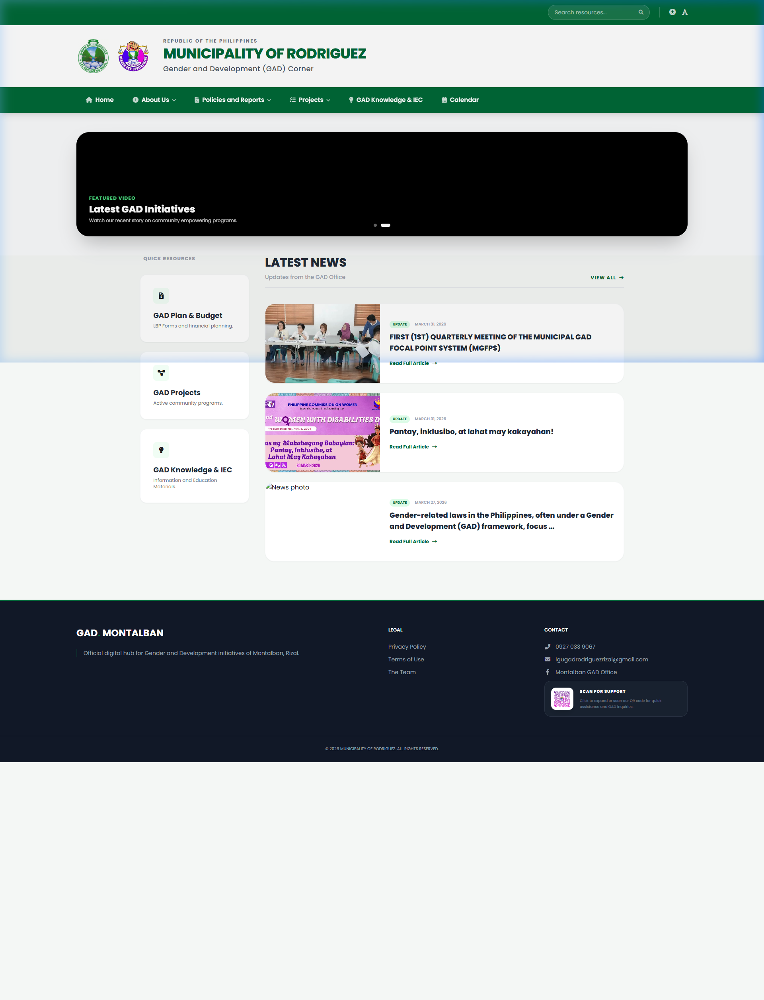 Search resources...
BAYAN NG RODRIGUEZ
LALAWIGAN NG RIZAL
GENDER AND DEVELOPMENT
REPUBLIC OF THE PHILIPPINES
MUNICIPALITY OF RODRIGUEZ
Gender and Development (GAD) Corner
Home
About Us
Policies and Reports
Projects
GAD Knowledge & IEC
Calendar
FEATURED VIDEO
Latest GAD Initiatives
Watch our recent story on community empowering programs.
QUICK RESOURCES
GAD Plan & Budget
LBP Forms and financial planning.
GAD Projects
Active community programs.
GAD Knowledge & IEC
Information and Education
Materials.
LATEST NEWS
Updates from the GAD Office
VIEW ALL
UPDATE MARCH 31, 2026
FIRST (1ST) QUARTERLY MEETING OF THE MUNICIPAL GAD
FOCAL POINT SYSTEM (MGFPS)
Read Full Article
PHILIPPINE COMMISSION ON WOMEN
joins the nation in celebrating the
nd WOMEN WITH DISABILITIES D
Proclamation No. 744, s. 2004
as ng Makabagong Babaylan:
Pantay, Inklusibo, at
Lahat May Kakayahan
30 MARCH 2026
UPDATE MARCH 31, 2026
Pantay, inklusibo, at lahat may kakayahan!
Read Full Article
News photo
UPDATE MARCH 27, 2026
Gender-related laws in the Philippines, often under a Gender
and Development (GAD) framework, focus ...
Read Full Article
GAD. MONTALBAN
Official digital hub for Gender and Development initiatives of Montalban, Rizal.
LEGAL
Privacy Policy
Terms of Use
The Team
CONTACT
0927 033 9067
lgugadrodriguezrizal@gmail.com
Montalban GAD Office
SCAN FOR SUPPORT
Click to expand or scan our QR code for quick
assistance and GAD inquiries.
© 2026 MUNICIPALITY OF RODRIGUEZ. ALL RIGHTS RESERVED.